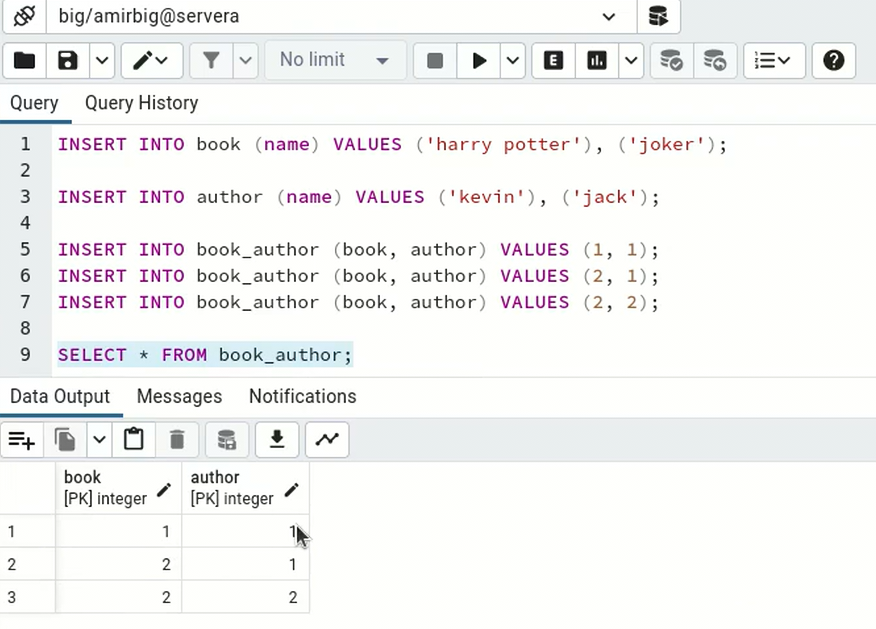 big/amirbig@servera
No limit
E
Query Query History
1 INSERT INTO book (name) VALUES ('harry potter'), ('joker');
2
3 INSERT INTO author (name) VALUES ('kevin'), ('jack');
4
5 INSERT INTO book_author (book, author) VALUES (1, 1);
6 INSERT INTO book_author (book, author) VALUES (2, 1);
7 INSERT INTO book_author (book, author) VALUES (2, 2);
8
9 SELECT * FROM book_author;
Data Output Messages Notifications
book author
[PK] integer [PK] integer
1 1 1
2 2 1
3 2 2